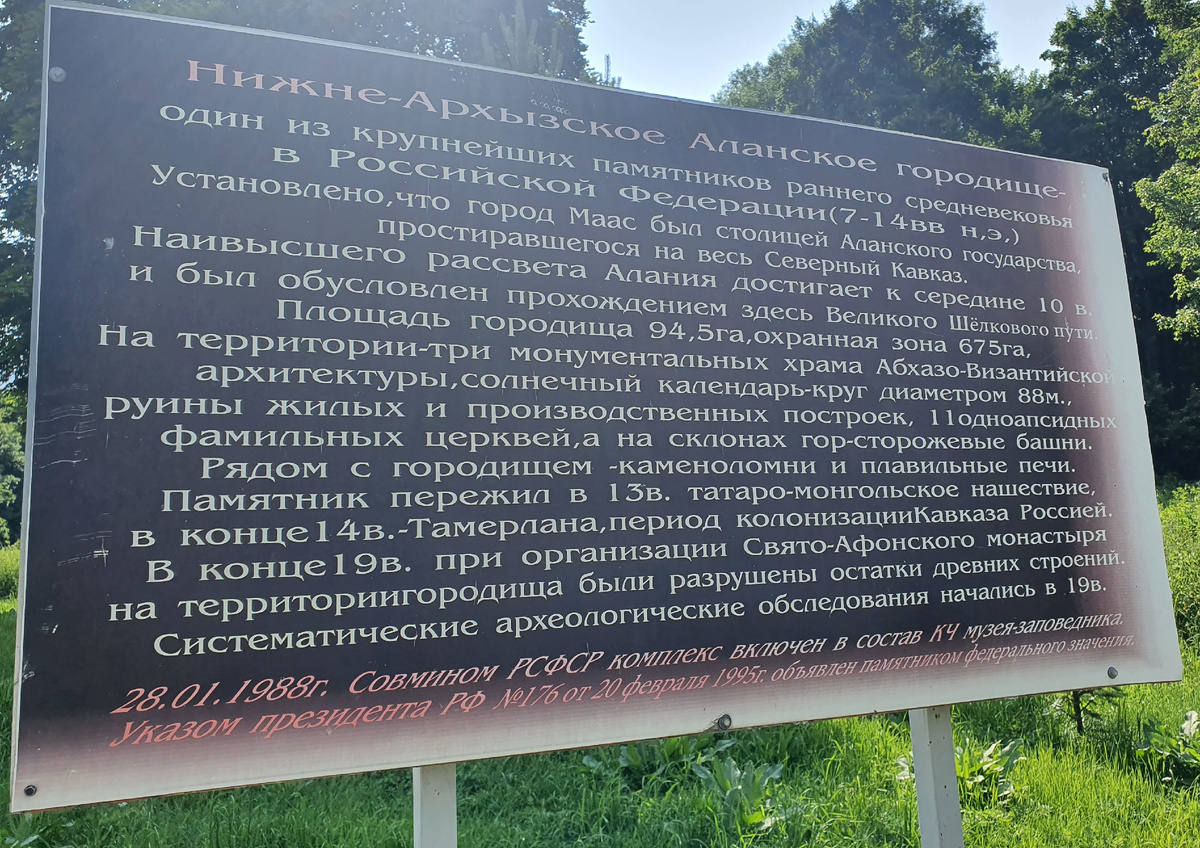 Нижне-Архызское Аланское городище-
один из крупнейших памятников раннего средневековья
в Российской Федерации(7-14вв н,э,)
Установлено,что город Маас был столицей Аланского государства,
простиравшегося на весь Северный Кавказ.
Наивысшего рассвета Алания достигает к середине 10 в.
и был обусловлен прохождением здесь Великого Шёлкового пути.
Площадь городища 94,5га,охранная зона 675га,
На территории-три монументальных храма Абхазо-Византийской
архитектуры,солнечный календарь-круг диаметром 88м.,
руины жилых и производственных построек, 11одноапсидных
фамильных церквей,а на склонах гор-сторожевые башни.
Рядом с городищем -каменоломни и плавильные печи.
Памятник пережил в 13в. татаро-монгольское нашествие,
в конце14в.-Тамерлана,период колонизацииКавказа Россией.
В конце19в. при организации Свято-Афонского монастыря
на территориигородища были разрушены остатки древних строений.
Систематические археологические обследования начались в 19в.
28.01.1988г. Совмином РСФСР комплекс включен в состав КЧ музея-заповедника.
Указом президента РФ №176 от 20 февраля 1995г. объявлен памятником федерального значения.